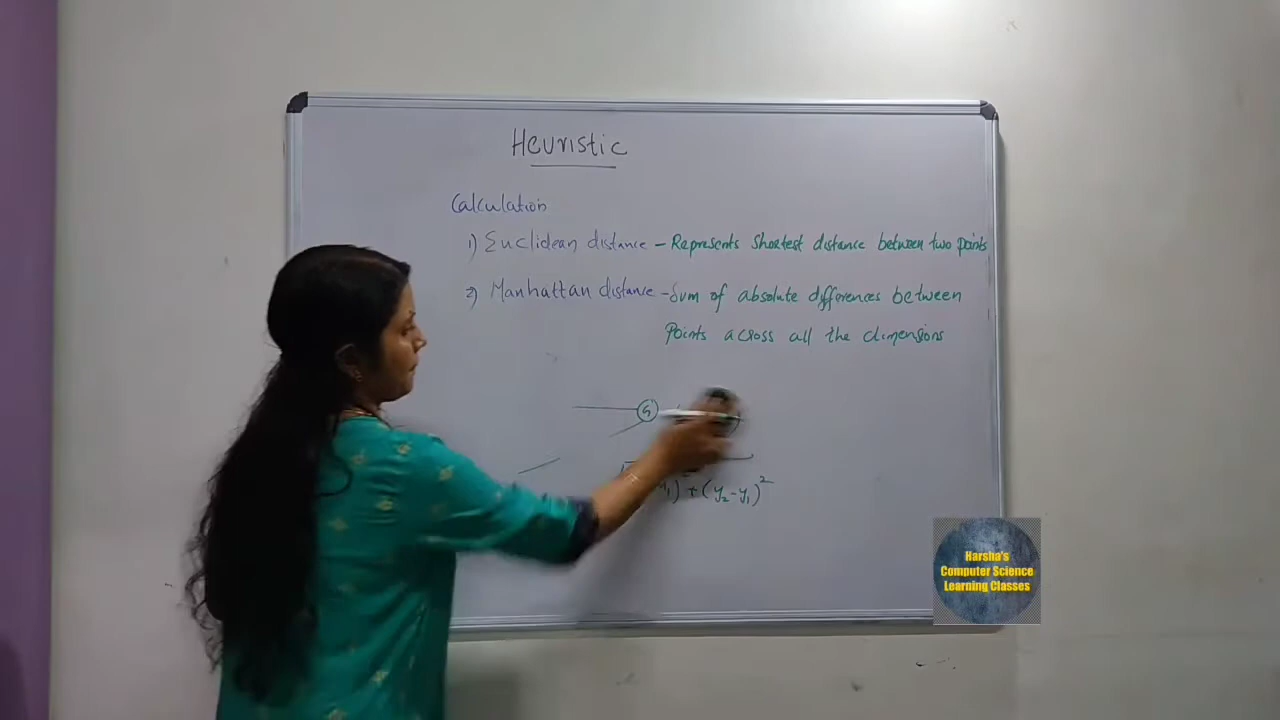 Heuristic
Calculation
1) Euclidean distance - Represents shortest distance between two points
2) Manhattan distance - Sum of absolute differences between
Points across all the dimensions
G
+ (y₂-y₁)²
Harsha's
Computer Science
Learning Classes